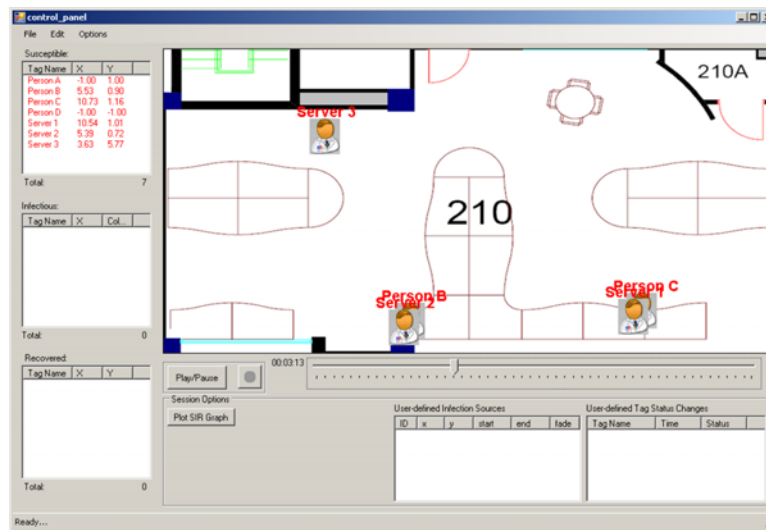 control_panel
File Edit Options
Susceptible:
Tag Name X Y
Person A -1.00 1.00
Person B 5.53 0.90
Person C 10.73 1.16
Person D -1.00 -1.00
Server 1 10.54 1.01
Server 2 5.39 0.72
Server 3 3.63 5.77
Total: 7
Infectious:
Tag Name X Col...
Total: 0
Recovered:
Tag Name X Y
Total: 0
Server 3
210A
210
Person B
Server 2
Person C
Server 1
Play/Pause
00:03:13
Session Options
Plot SIR Graph
User-defined Infection Sources
ID x y start end fade
User-defined Tag Status Changes
Tag Name Time Status
Ready...